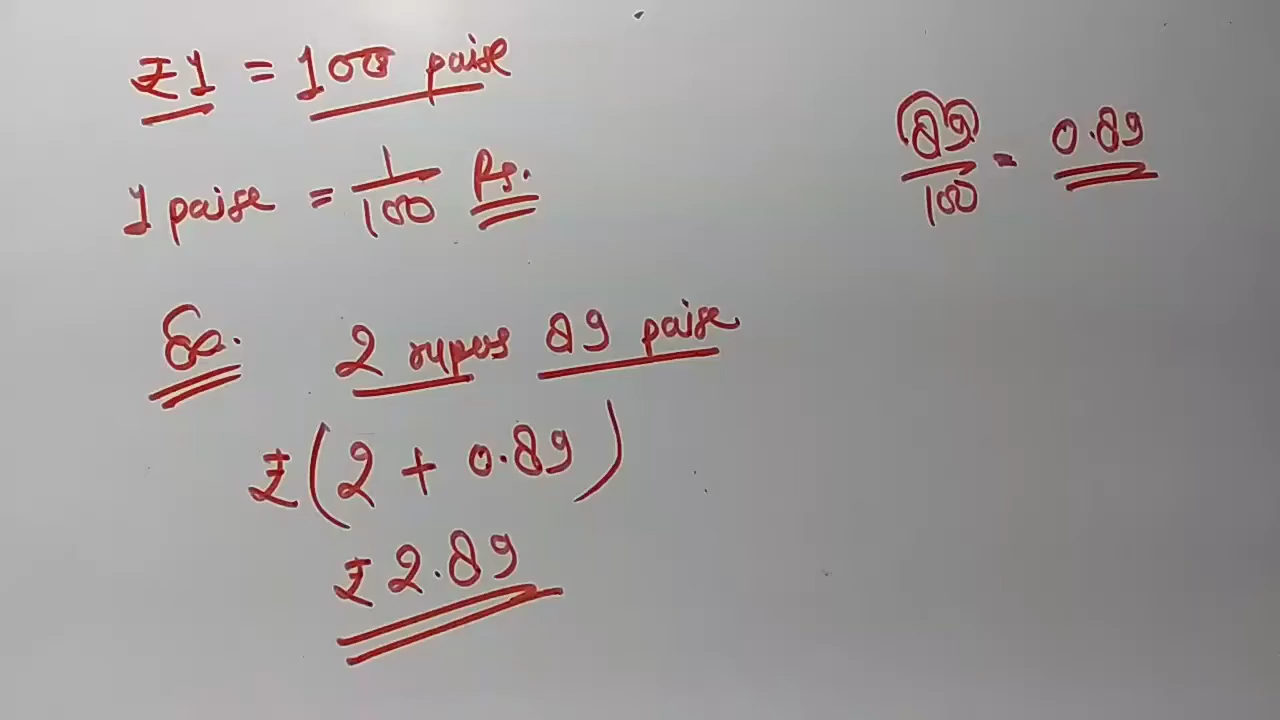 ₹1 = 100 paise
1 paise = 1/100 Rs.
Ex. 2 rupes 89 paise
₹(2 + 0.89)
₹2.89
89/100 = 0.89